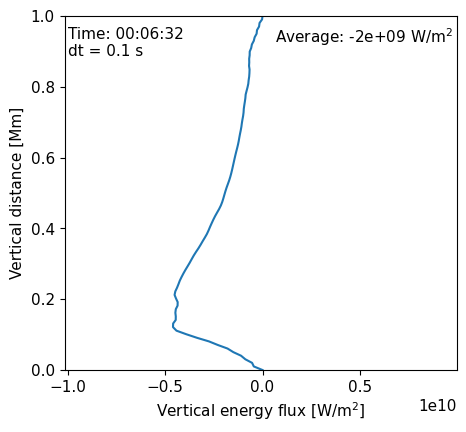 1.0
Time: 00:06:32
Average: -2e+09 W/m²
dt = 0.1 s
0.8
0.6
Vertical distance [Mm]
0.4
0.2
0.0
−1.0 −0.5 0.0 0.5
Vertical energy flux [W/m²]
1e10